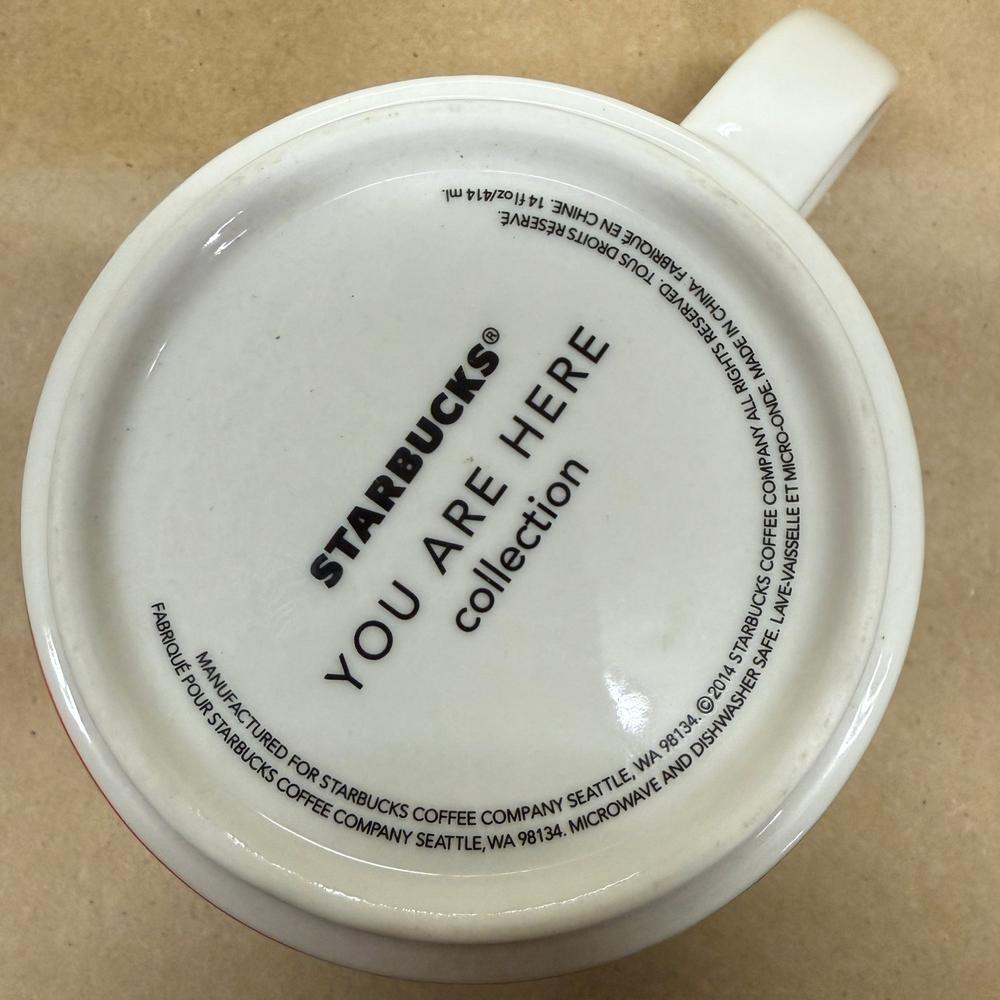 STARBUCKS®
YOU ARE HERE
collection
MANUFACTURED FOR STARBUCKS COFFEE COMPANY SEATTLE, WA 98134. ©2014 STARBUCKS COFFEE COMPANY ALL RIGHTS RESERVED. TOUS DROITS RÉSERVÉ.
FABRIQUÉ POUR STARBUCKS COFFEE COMPANY SEATTLE, WA 98134. MICROWAVE AND DISHWASHER SAFE. LAVE-VAISSELLE ET MICRO-ONDE. MADE IN CHINA. FABRIQUÉ EN CHINE. 14 fl oz/414 ml.